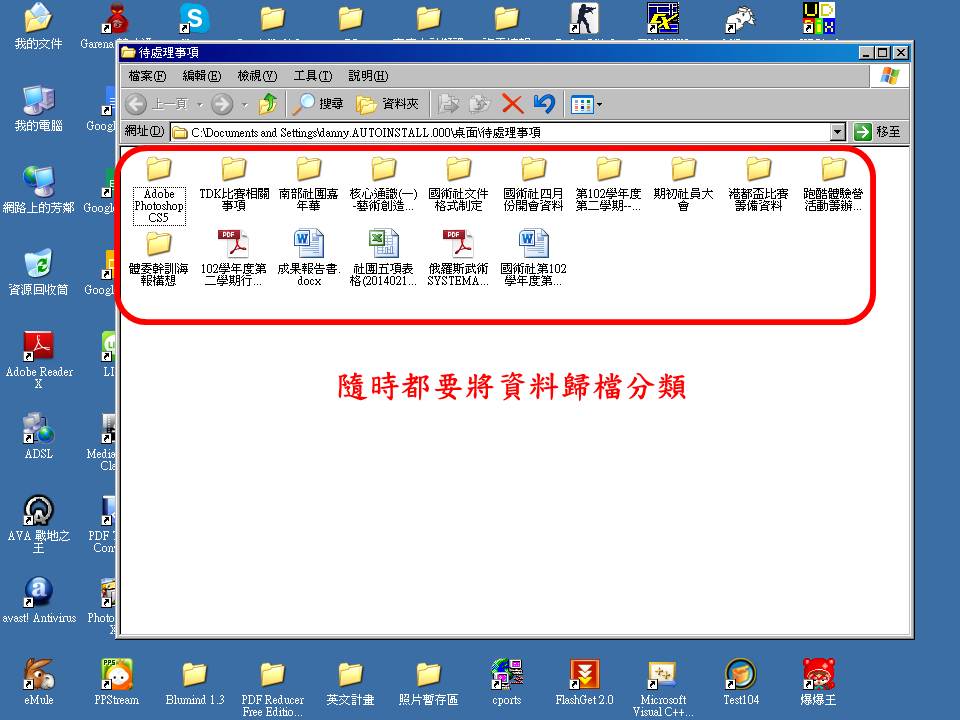 我的文件
Garena
S
待處理事項
檔案(F) 編輯(E) 檢視(V) 工具(T) 說明(H)
上一頁 搜尋 資料夾
網址(D) C:\Documents and Settings\danny.AUTOINSTALL.000\桌面\待處理事項 移至
Adobe
Photoshop
CS5
TDK比賽相關
事項
南部社團嘉
年華
核心通識(一)
-藝術創造...
國術社文件
格式制定
國術社四月
份開會資料
第102學年度
第二學期--...
期初社員大
會
港都盃比賽
籌備資料
跑酷體驗營
活動籌辦...
體委幹訓海
報構想
102學年度第
二學期行...
成果報告書.
docx
社團五項表
格(2014021...
俄羅斯武術
SYSTEMA...
國術社第102
學年度第...
隨時都要將資料歸檔分類
我的電腦
Googl
網路上的芳鄰
Googl
資源回收筒
Googl
Adobe Reader
X
LI
ADSL
Media
Cle
AVA 戰地之
王
PDF
Con
avast! Antivirus
Photo
eMule
PPStream
Blumind 1.3
PDF Reducer
Free Editio...
英文計畫
照片暫存區
cports
FlashGet 2.0
Microsoft
Visual C++...
Test104
爆爆王